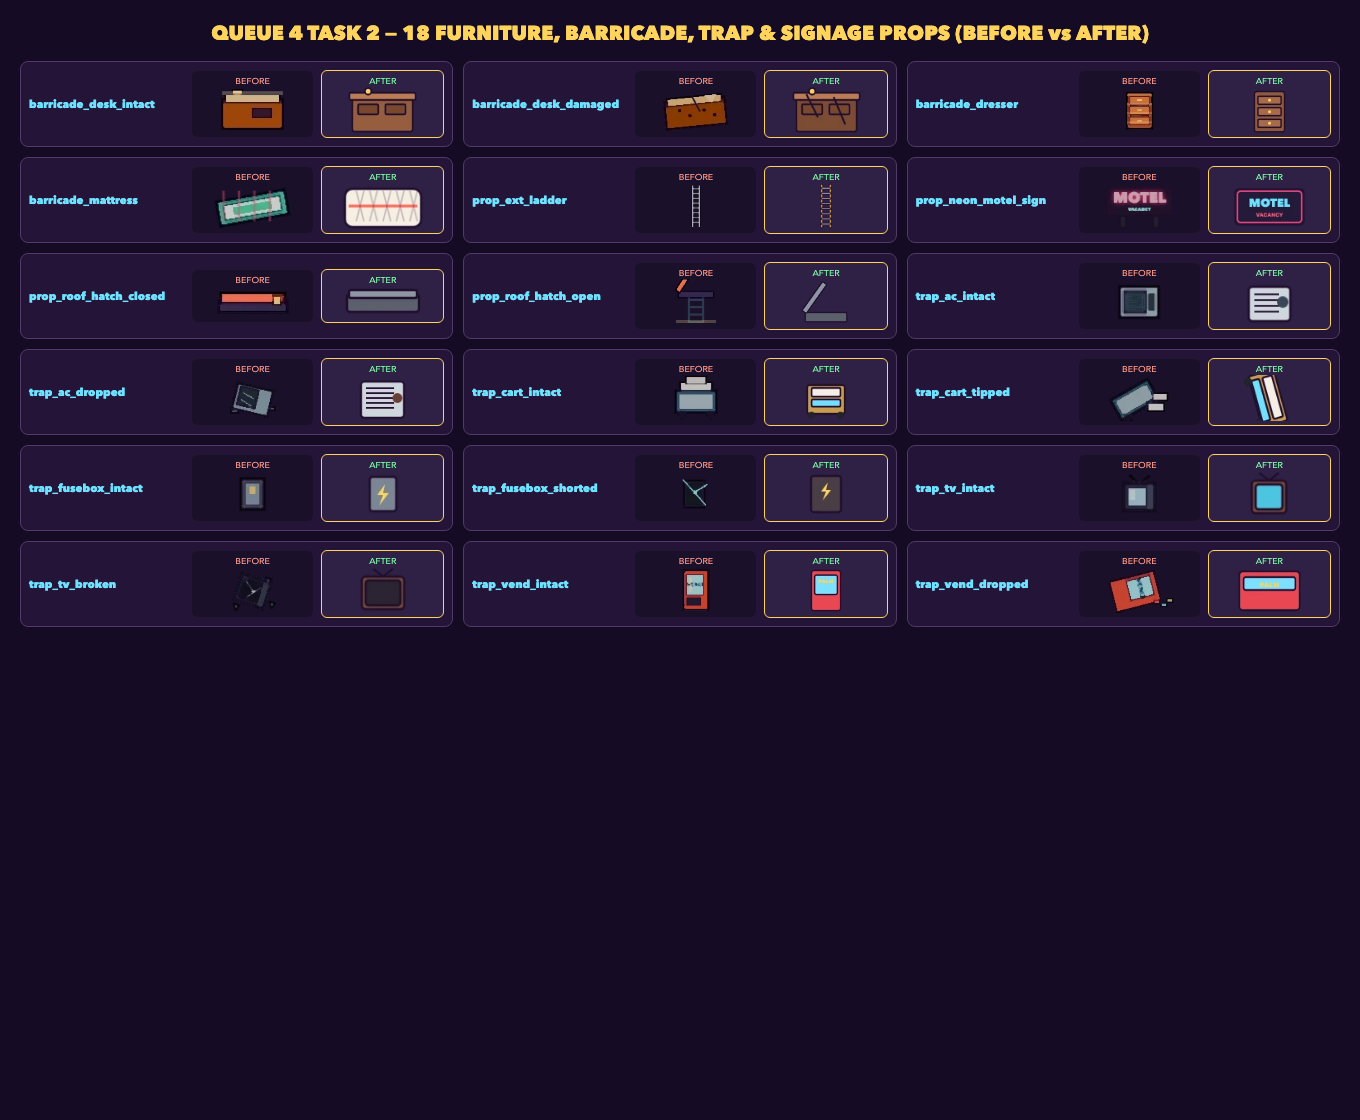 QUEUE 4 TASK 2 – 18 FURNITURE, BARRICADE, TRAP & SIGNAGE PROPS (BEFORE vs AFTER)
barricade_desk_intact
BEFORE
AFTER
barricade_desk_damaged
BEFORE
AFTER
barricade_dresser
BEFORE
AFTER
barricade_mattress
BEFORE
AFTER
prop_ext_ladder
BEFORE
AFTER
prop_neon_motel_sign
BEFORE
MOTEL
VACANCY
AFTER
MOTEL
VACANCY
prop_roof_hatch_closed
BEFORE
AFTER
prop_roof_hatch_open
BEFORE
AFTER
trap_ac_intact
BEFORE
AFTER
trap_ac_dropped
BEFORE
AFTER
trap_cart_intact
BEFORE
AFTER
trap_cart_tipped
BEFORE
AFTER
trap_fusebox_intact
BEFORE
AFTER
trap_fusebox_shorted
BEFORE
AFTER
trap_tv_intact
BEFORE
AFTER
trap_tv_broken
BEFORE
AFTER
trap_vend_intact
BEFORE
AFTER
trap_vend_dropped
BEFORE
AFTER